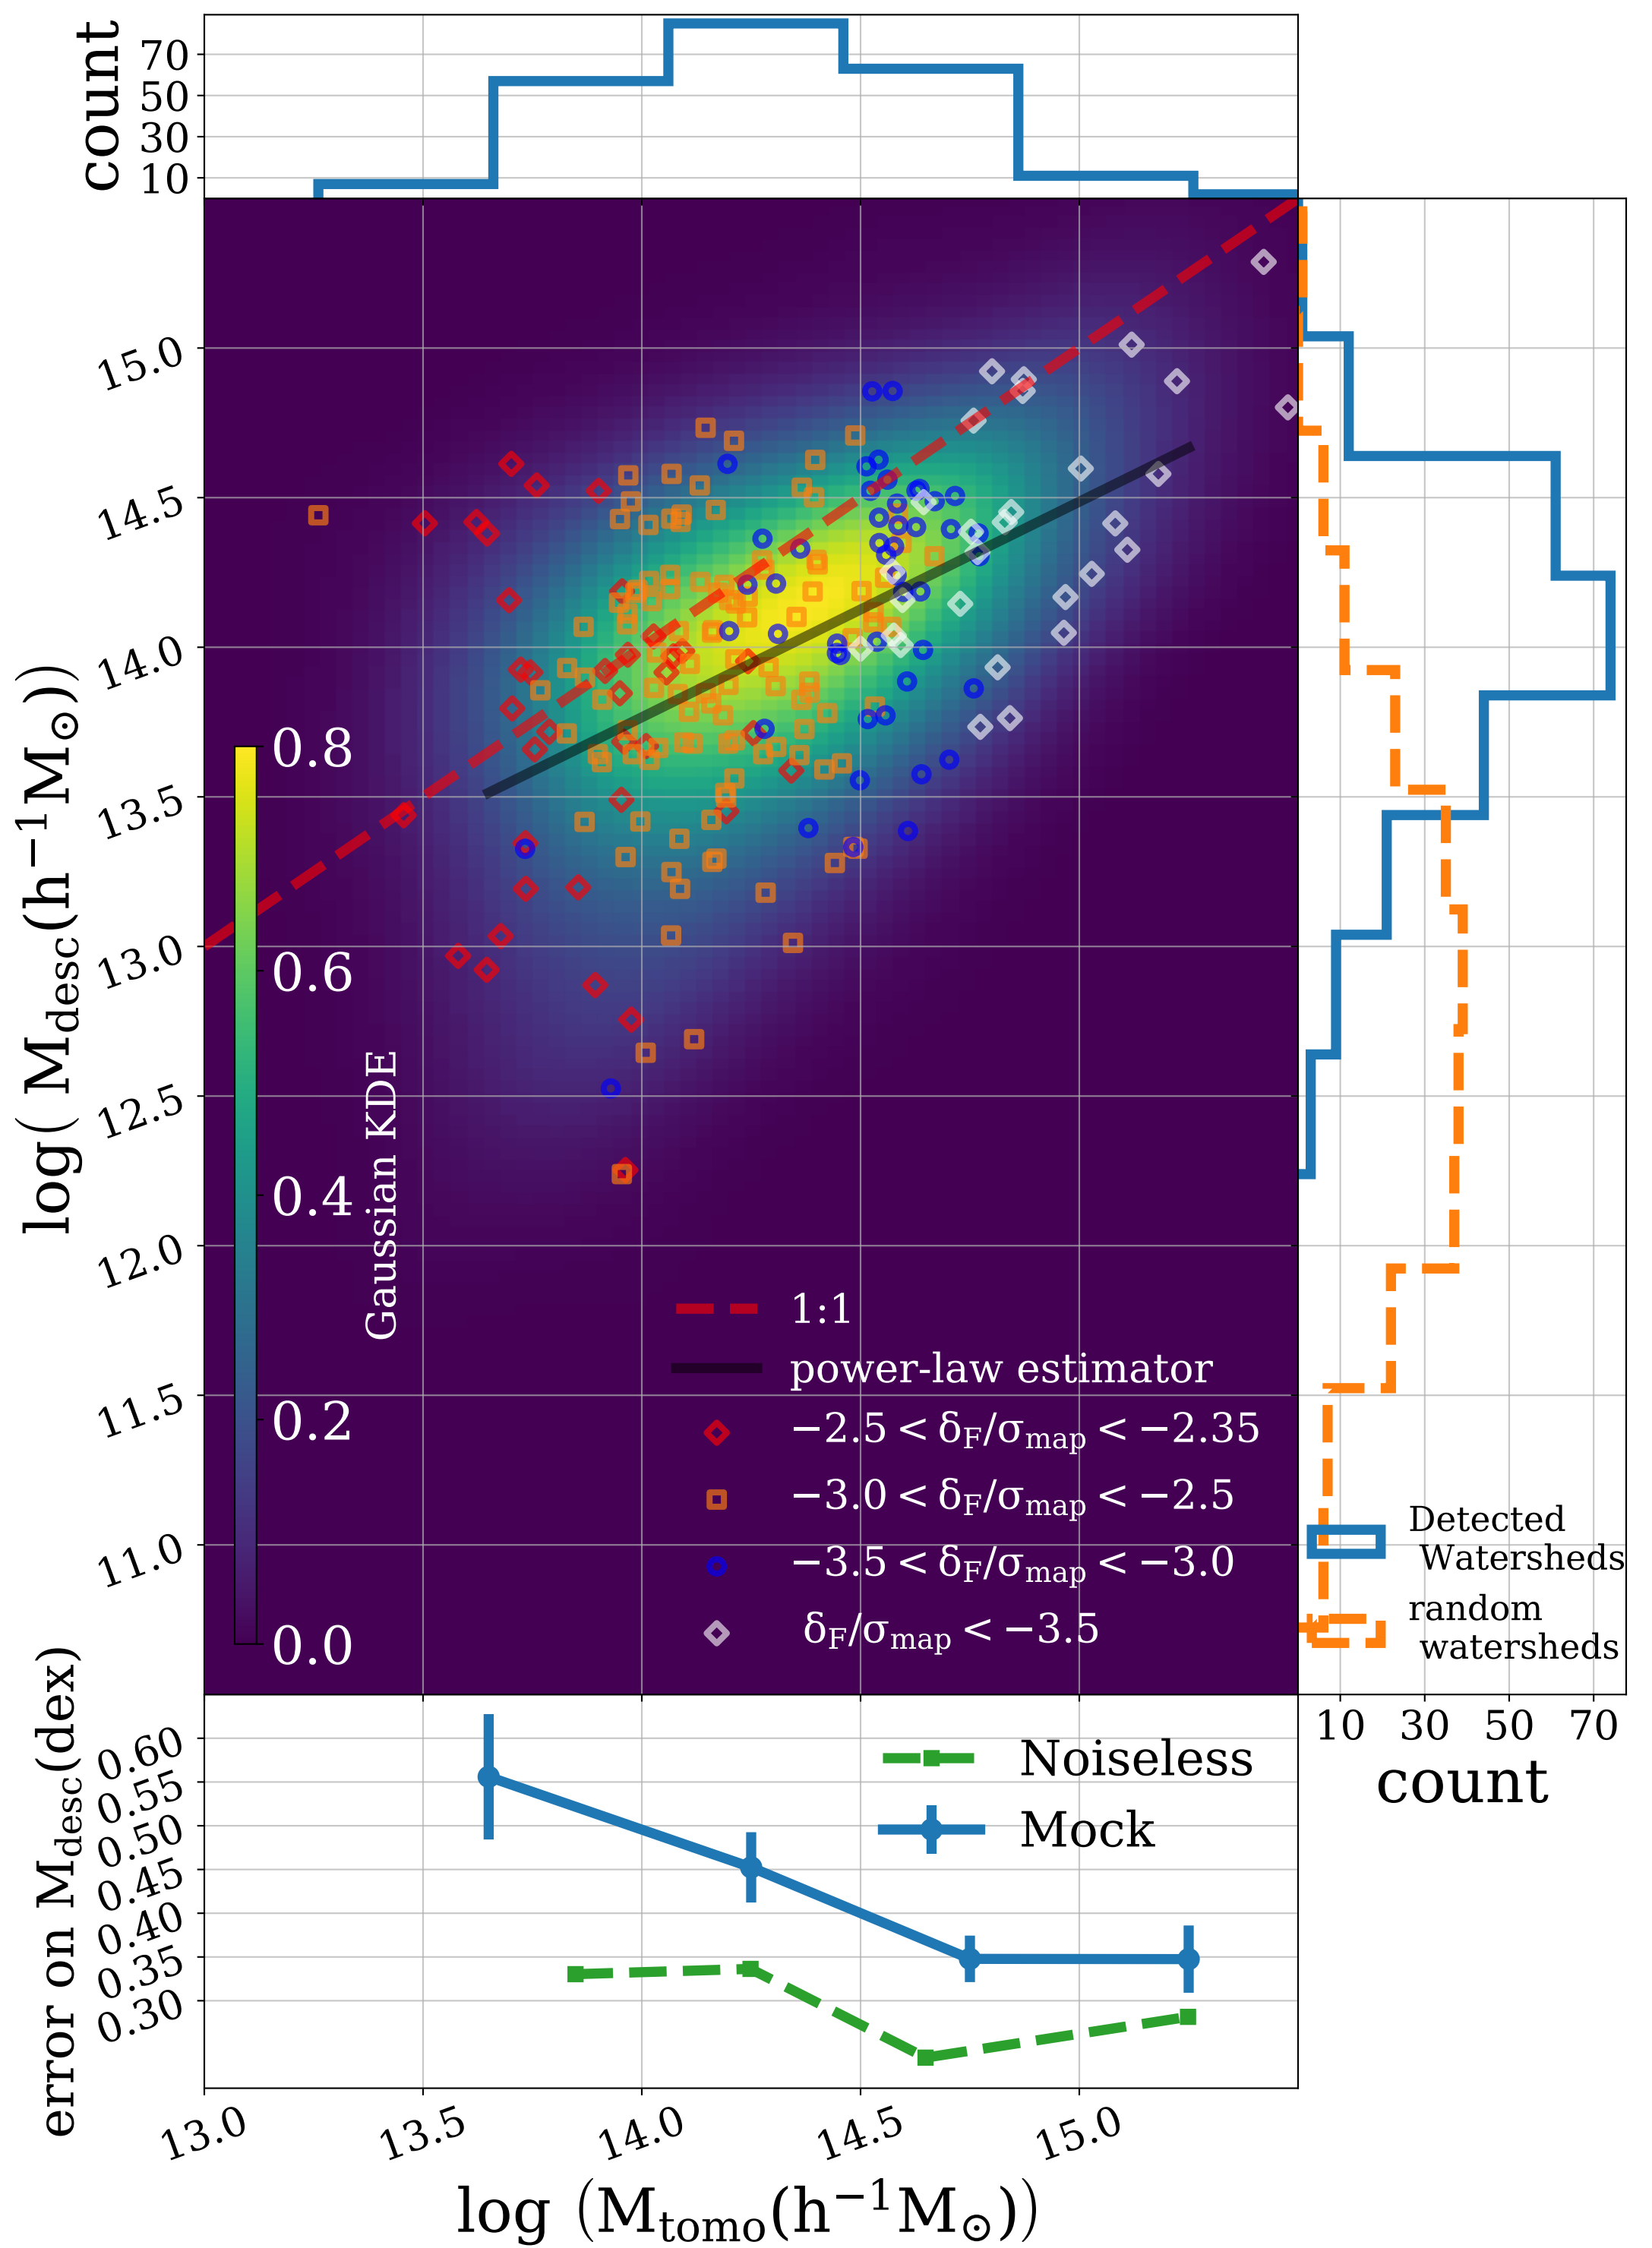 count
70
50
30
10
log( M_desc(h⁻¹M_⊙))
15.0
14.5
14.0
13.5
13.0
12.5
12.0
11.5
11.0
0.8
0.6
0.4
0.2
0.0
Gaussian KDE
1:1
power-law estimator
−2.5 < δ_F/σ_map < −2.35
−3.0 < δ_F/σ_map < −2.5
−3.5 < δ_F/σ_map < −3.0
δ_F/σ_map < −3.5
Detected
Watersheds
random
watersheds
10 30 50 70
count
error on M_desc(dex)
0.60
0.55
0.50
0.45
0.40
0.35
0.30
Noiseless
Mock
13.0 13.5 14.0 14.5 15.0
log (M_tomo(h⁻¹M_⊙))